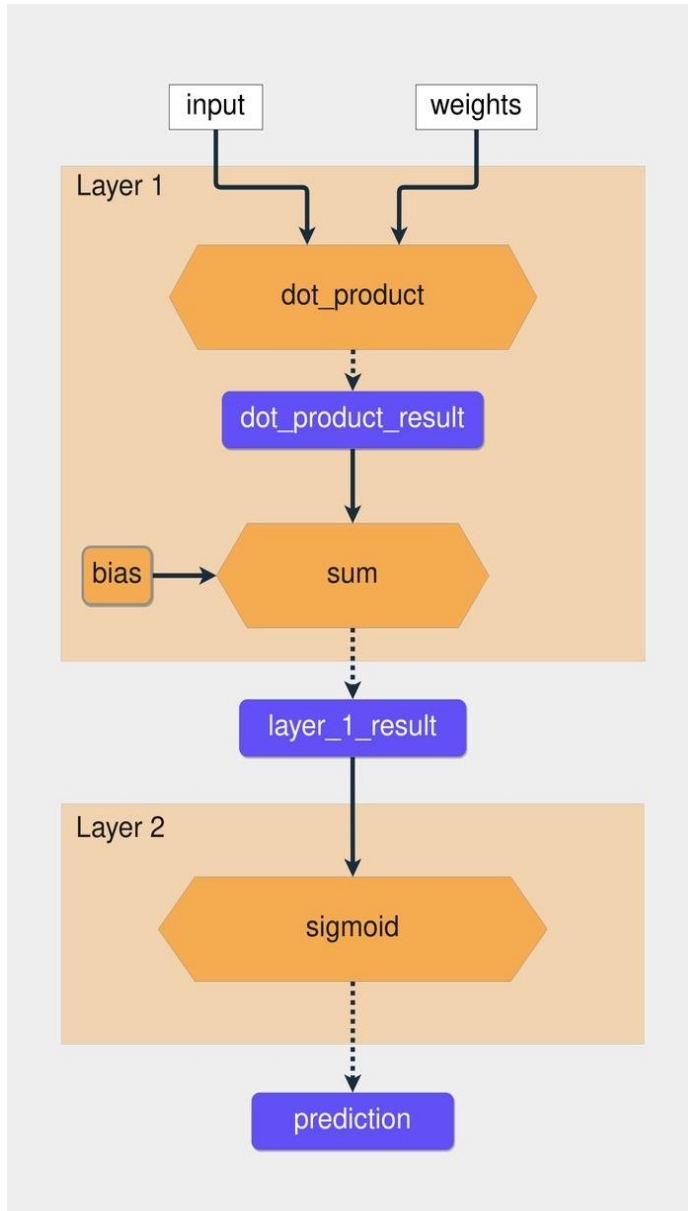 input
weights
Layer 1
dot_product
dot_product_result
bias
sum
layer_1_result
Layer 2
sigmoid
prediction